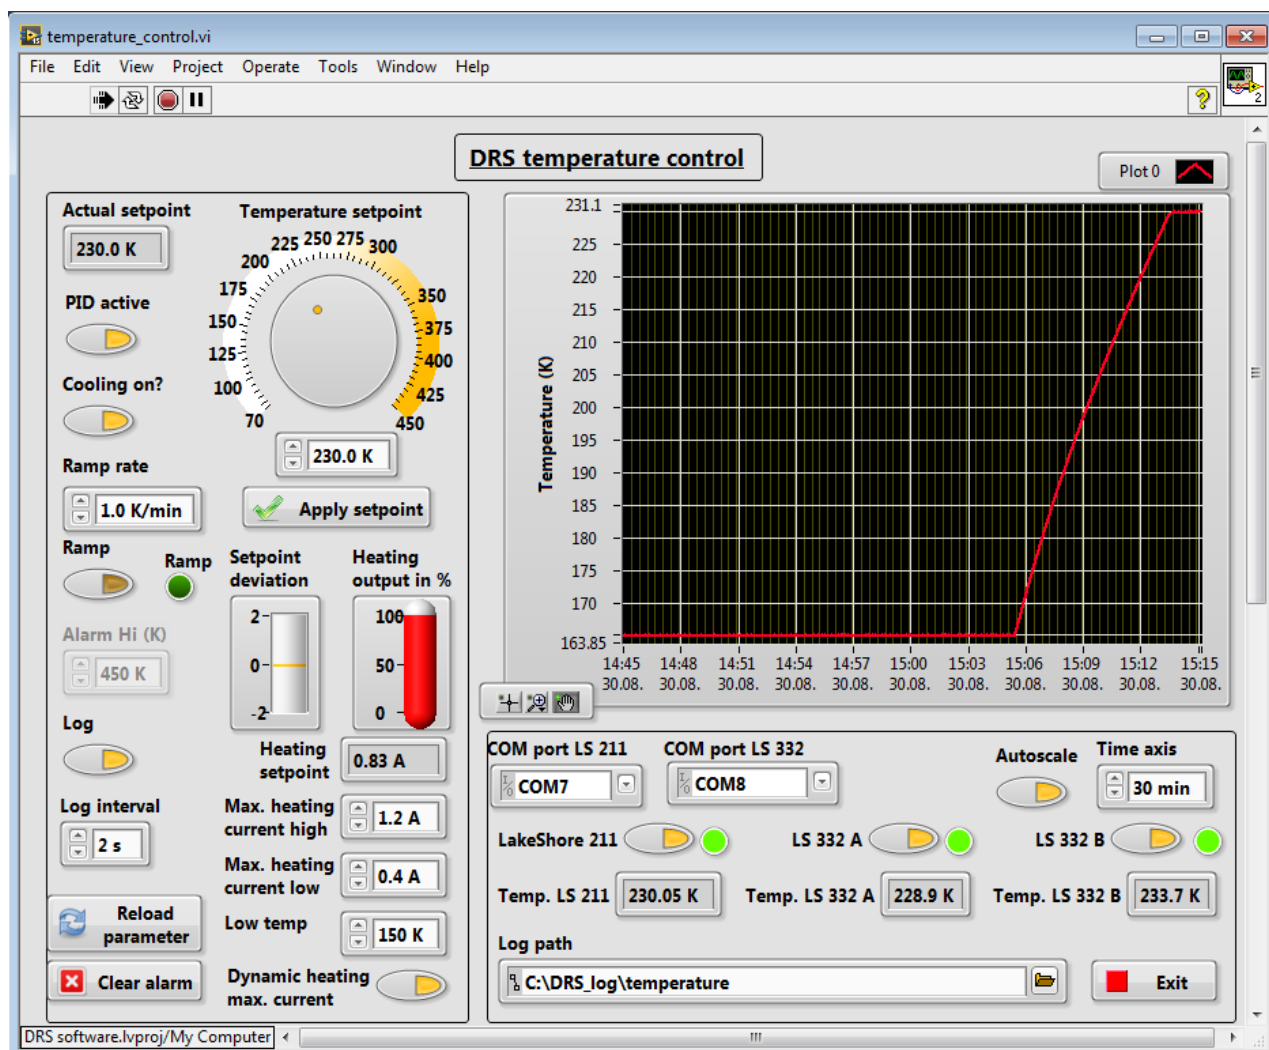 temperature_control.vi
File Edit View Project Operate Tools Window Help
2
DRS temperature control
Plot 0
Actual setpoint
230.0 K
PID active
Cooling on?
Ramp rate
1.0 K/min
Ramp
Ramp
Alarm Hi (K)
450 K
Log
Log interval
2 s
Reload
parameter
Clear alarm
Temperature setpoint
70 100 125 150 175 200 225 250 275 300 350 375 400 425 450
230.0 K
Apply setpoint
Setpoint
deviation
2
0
-2
Heating
output in %
100
50
0
Heating
setpoint
0.83 A
Max. heating
current high
1.2 A
Max. heating
current low
0.4 A
Low temp
150 K
Dynamic heating
max. current
Temperature (K)
231.1
225
220
215
210
205
200
195
190
185
180
175
170
163.85
14:45 14:48 14:51 14:54 14:57 15:00 15:03 15:06 15:09 15:12 15:15
30.08. 30.08. 30.08. 30.08. 30.08. 30.08. 30.08. 30.08. 30.08. 30.08. 30.08.
COM port LS 211
COM7
COM port LS 332
COM8
Autoscale
Time axis
30 min
LakeShore 211
LS 332 A
LS 332 B
Temp. LS 211 230.05 K
Temp. LS 332 A 228.9 K
Temp. LS 332 B 233.7 K
Log path
C:\DRS_log\temperature
Exit
DRS software.lvproj/My Computer